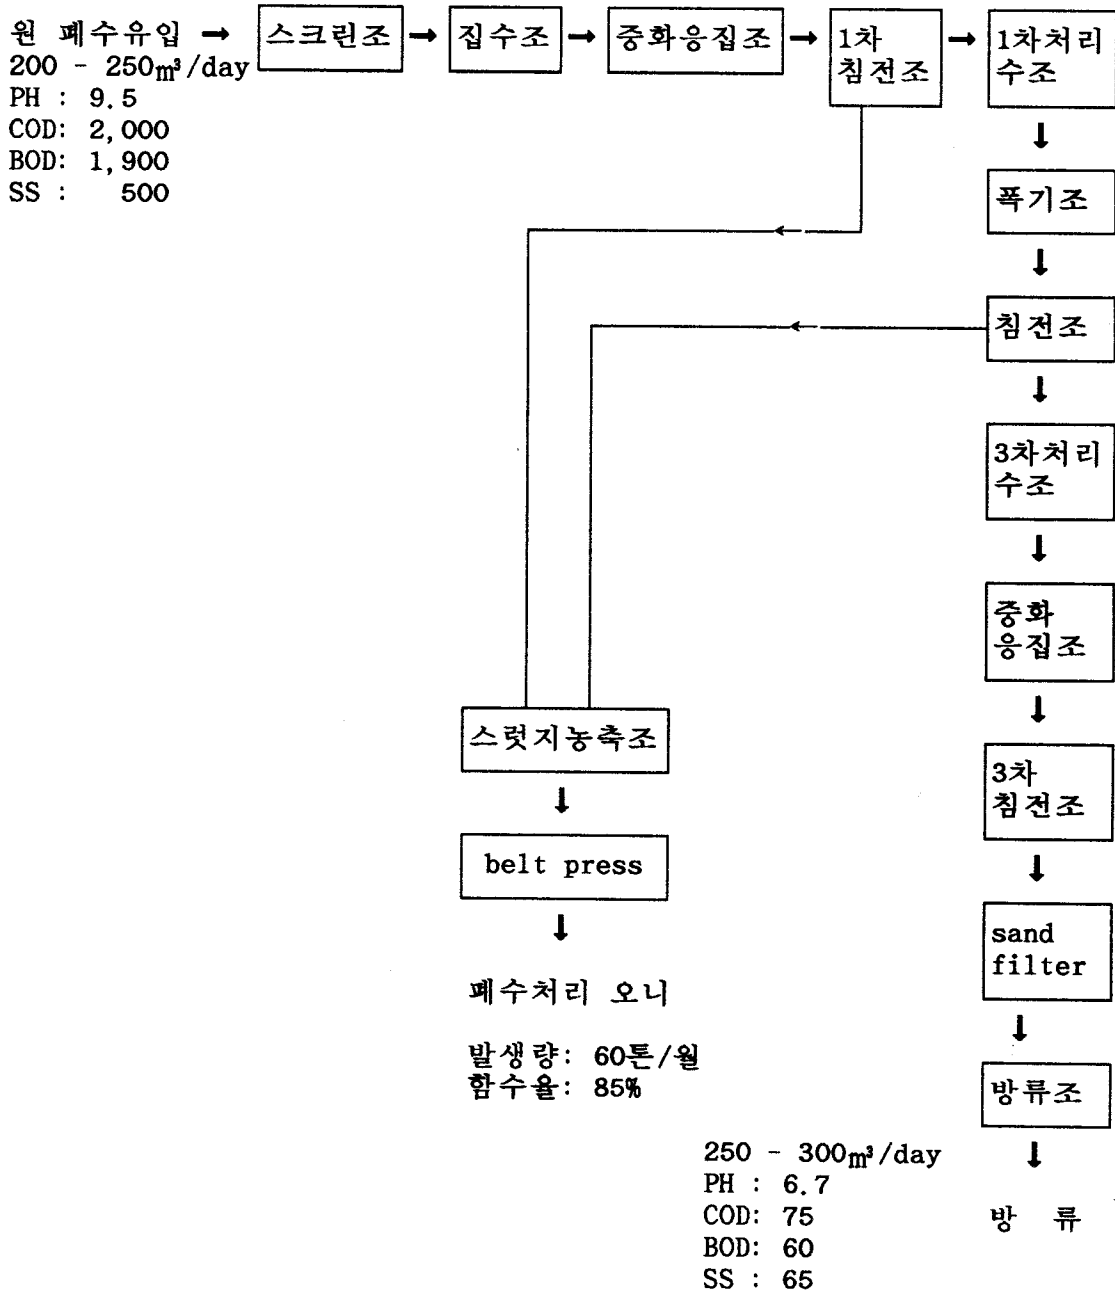 원 폐수유입 → 스크린조 → 집수조 → 중화응집조 → 1차 침전조 → 1차처리 수조
200 - 250m³/day
PH : 9.5
COD: 2,000
BOD: 1,900
SS : 500
폭기조
침전조
3차처리
수조
중화
응집조
3차
침전조
sand
filter
방류조
방 류
스럿지농축조
belt press
폐수처리 오니
발생량: 60톤/월
함수율: 85%
250 - 300m³/day
PH : 6.7
COD: 75
BOD: 60
SS : 65